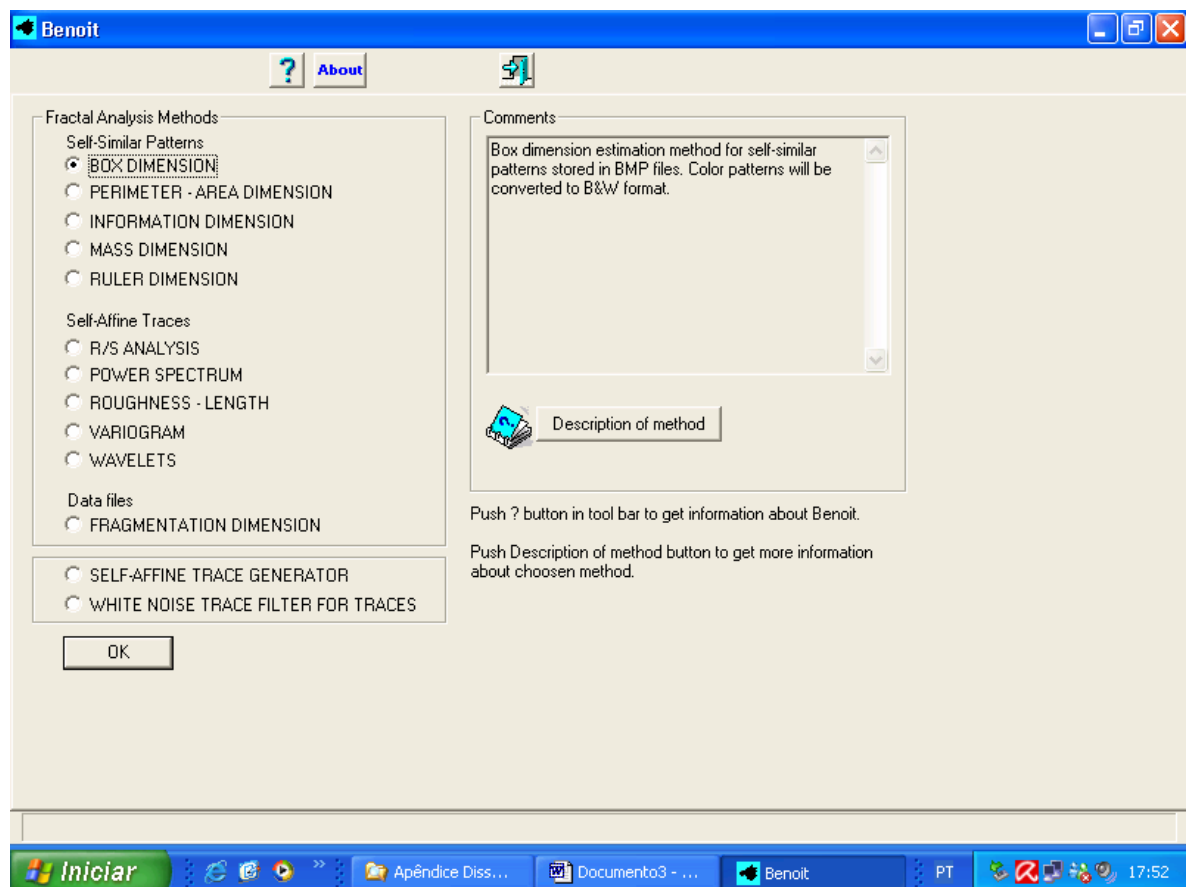 Benoit
? About
Fractal Analysis Methods
Self-Similar Patterns
BOX DIMENSION
PERIMETER - AREA DIMENSION
INFORMATION DIMENSION
MASS DIMENSION
RULER DIMENSION
Self-Affine Traces
R/S ANALYSIS
POWER SPECTRUM
ROUGHNESS - LENGTH
VARIOGRAM
WAVELETS
Data files
FRAGMENTATION DIMENSION
SELF-AFFINE TRACE GENERATOR
WHITE NOISE TRACE FILTER FOR TRACES
OK
Comments
Box dimension estimation method for self-similar
patterns stored in BMP files. Color patterns will be
converted to B&W format.
Description of method
Push ? button in tool bar to get information about Benoit.
Push Description of method button to get more information
about choosen method.
Iniciar
Apêndice Diss...
Documento3 - ...
Benoit
PT
17:52